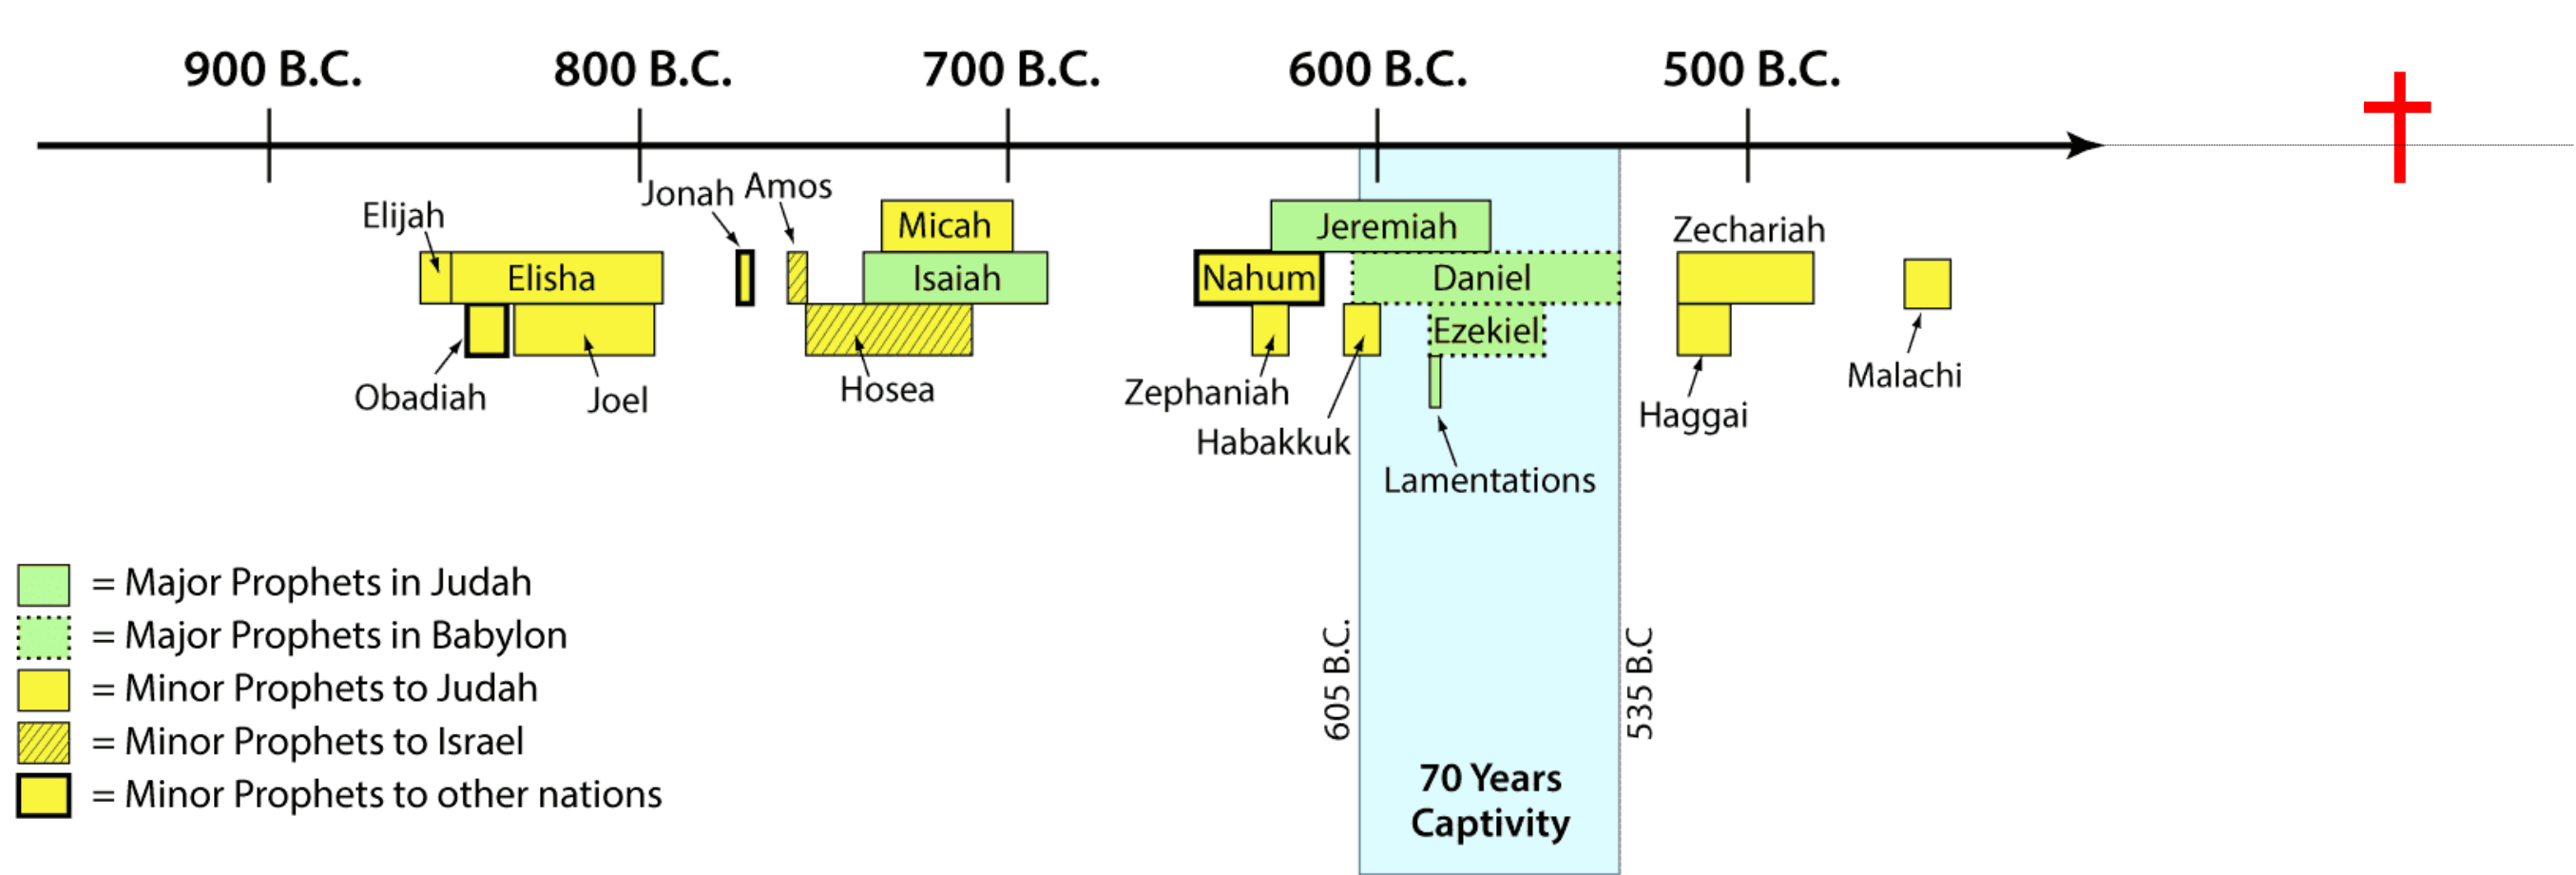 900 B.C.
800 B.C.
700 B.C.
600 B.C.
500 B.C.
Elijah
Jonah
Amos
Micah
Jeremiah
Zechariah
Elisha
Isaiah
Nahum
Daniel
Ezekiel
Obadiah
Joel
Hosea
Zephaniah
Habakkuk
Lamentations
Haggai
Malachi
= Major Prophets in Judah
= Major Prophets in Babylon
= Minor Prophets to Judah
= Minor Prophets to Israel
= Minor Prophets to other nations
605 B.C.
535 B.C
70 Years
Captivity